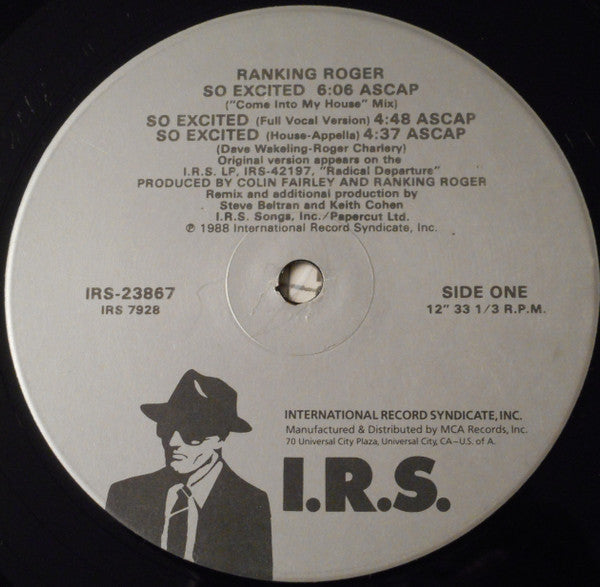 RANKING ROGER
SO EXCITED 6:06 ASCAP
("Come Into My House" Mix)
SO EXCITED (Full Vocal Version) 4:48 ASCAP
SO EXCITED (House-Appella) 4:37 ASCAP
(Dave Wakeling-Roger Charlery)
Original version appears on the
I.R.S. LP, IRS-42197, "Radical Departure"
PRODUCED BY COLIN FAIRLEY AND RANKING ROGER
Remix and additional production by
Steve Beltran and Keith Cohen
I.R.S. Songs, Inc./Papercut Ltd.
℗ 1988 International Record Syndicate, Inc.
IRS-23867
IRS 7928
SIDE ONE
12" 33 1/3 R.P.M.
INTERNATIONAL RECORD SYNDICATE, INC.
Manufactured & Distributed by MCA Records, Inc.
70 Universal City Plaza, Universal City, CA–U.S. of A.
I.R.S.